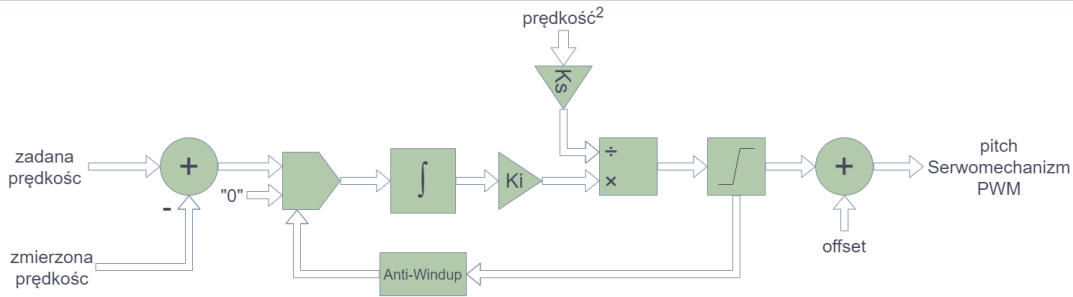 prędkość²
Ks
zadana
prędkośc
+
"0"
-
∫
Ki
÷
×
+
pitch
Serwomechanizm
PWM
zmierzona
prędkośc
Anti-Windup
offset